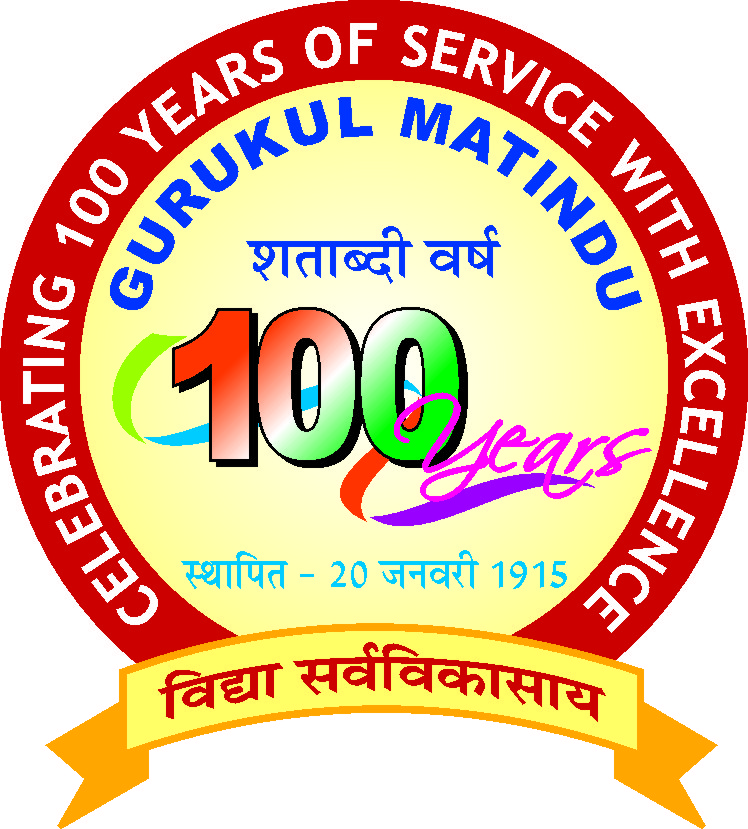 CELEBRATING 100 YEARS OF SERVICE WITH EXCELLENCE
GURUKUL MATINDU
शताब्दी वर्ष
100
Years
स्थापित - 20 जनवरी 1915
विद्या सर्वविकासाय